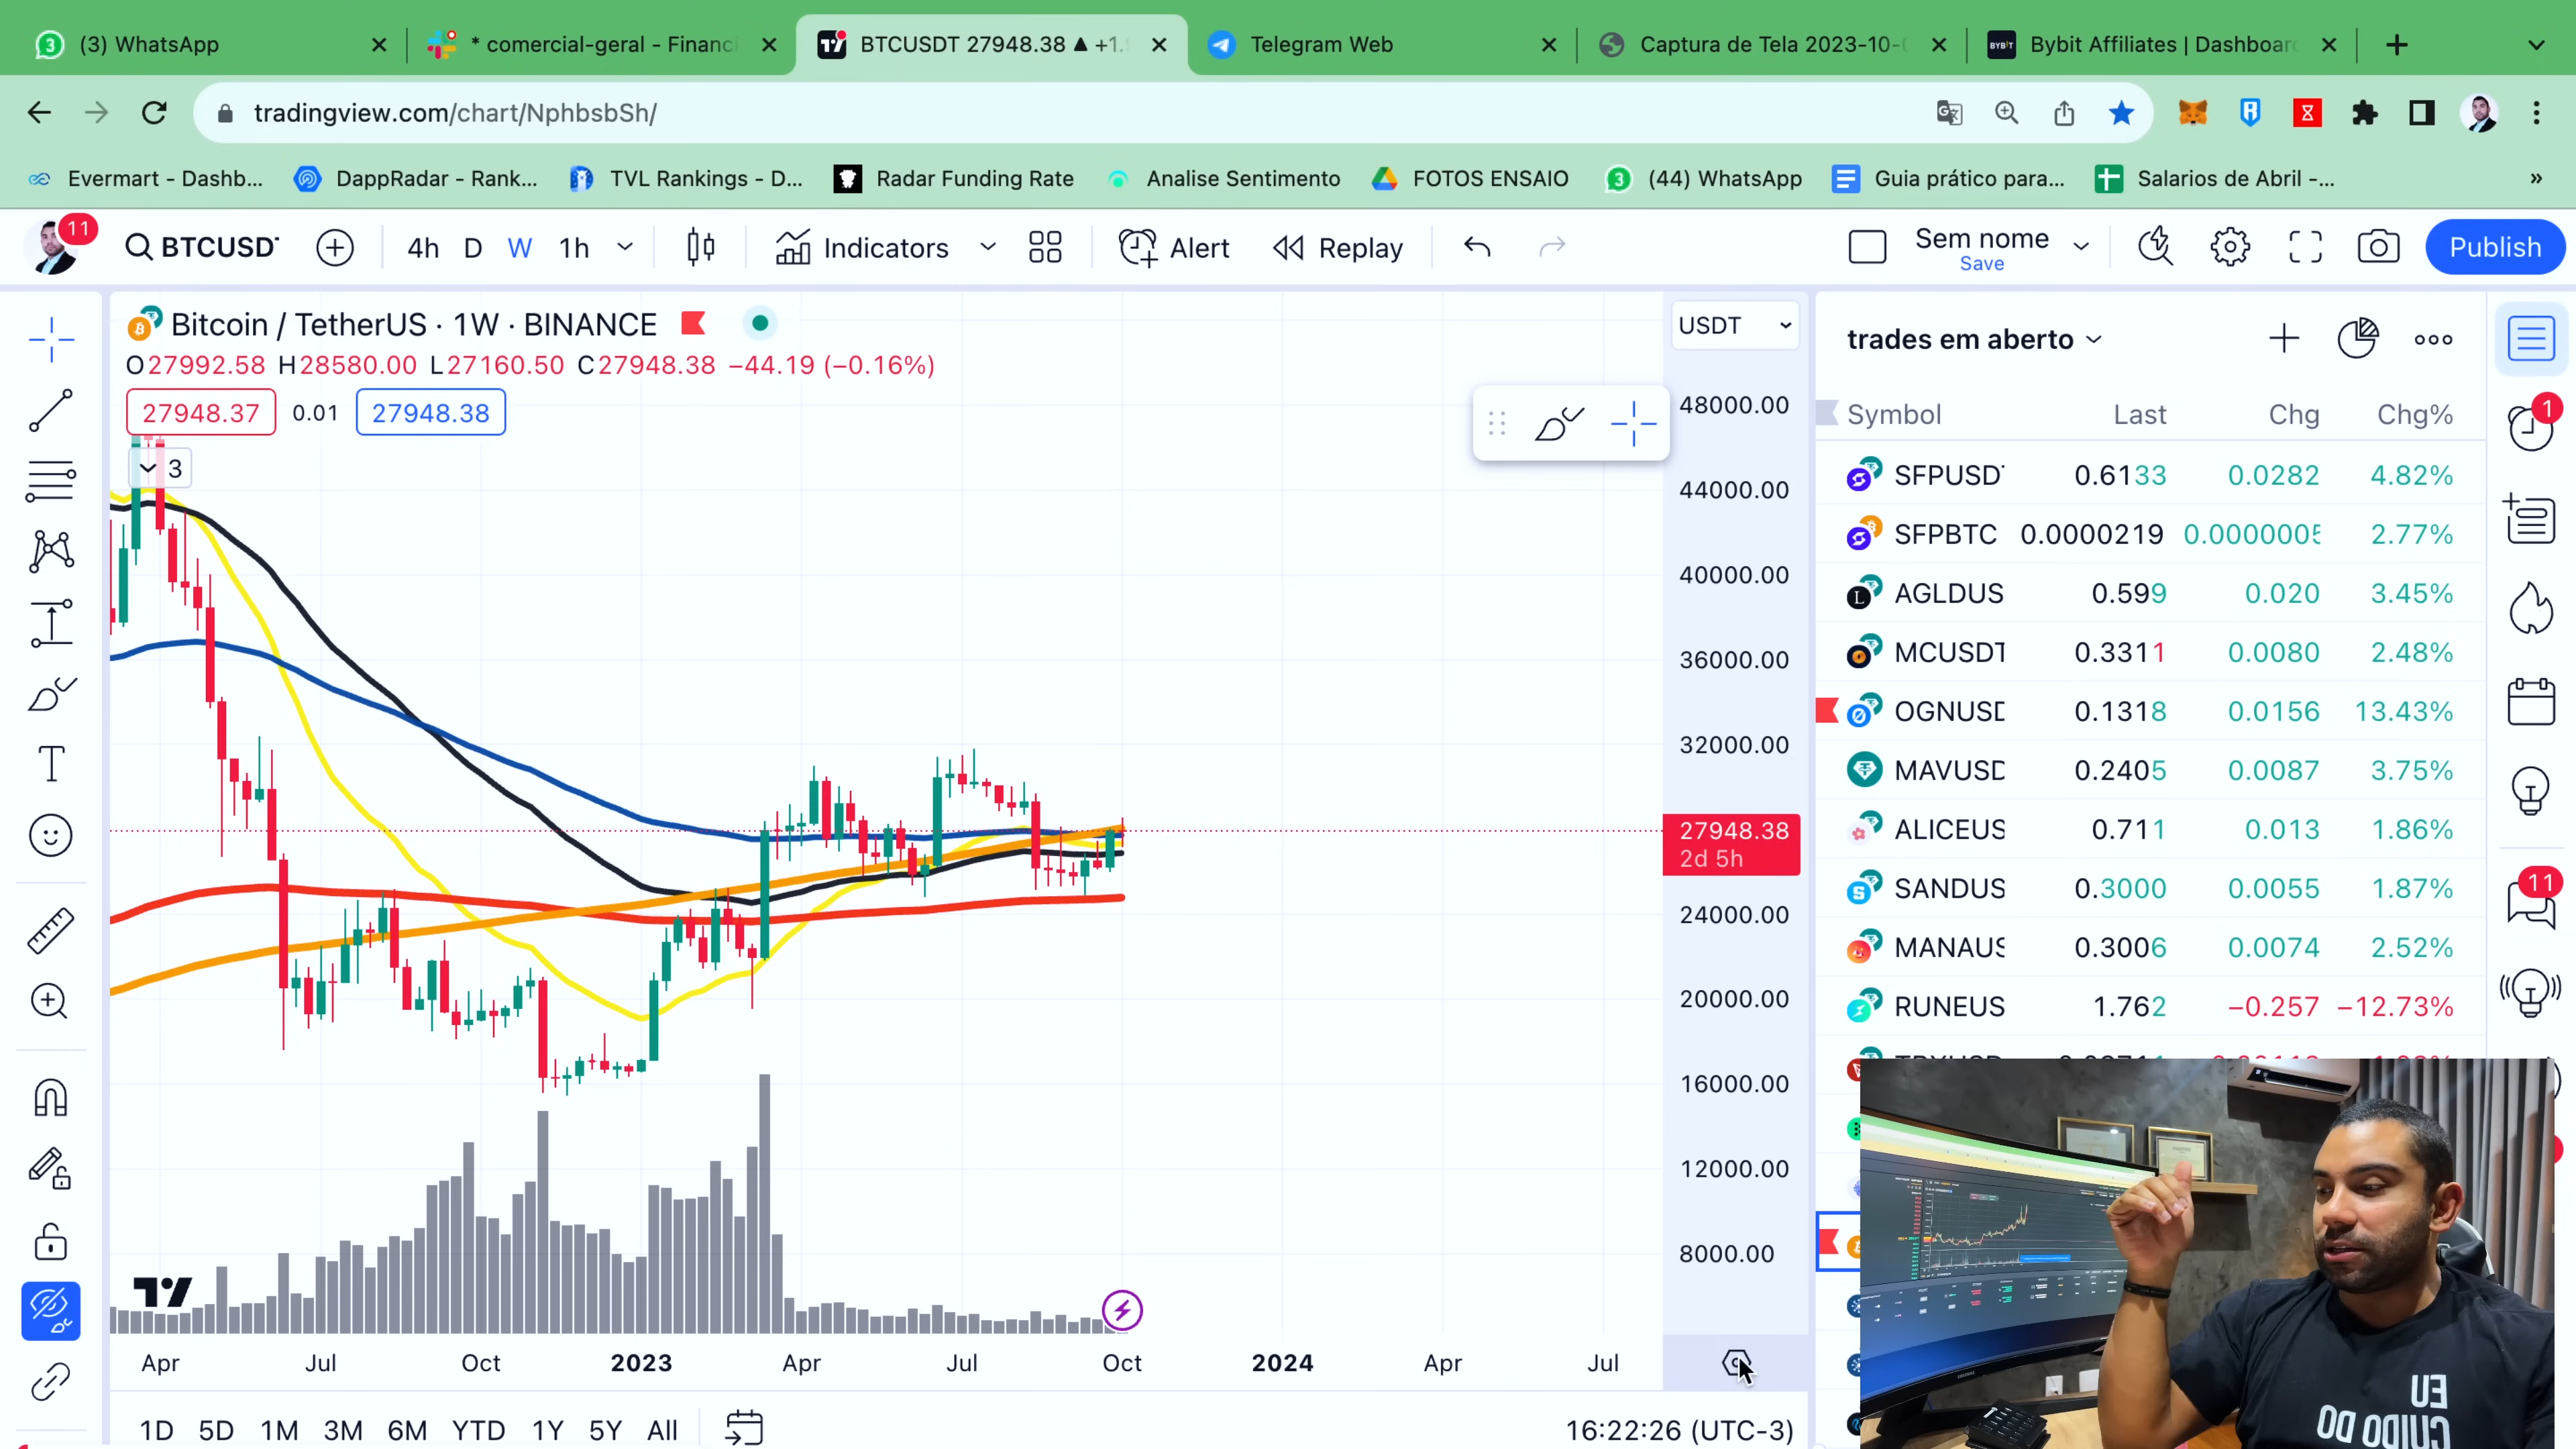 (3) WhatsApp
* comercial-geral - Financ
BTCUSDT 27948.38 ▲ +1.
Telegram Web
Captura de Tela 2023-10-0
BYBIT
Bybit Affiliates | Dashboar
tradingview.com/chart/NphbsbSh/
Evermart - Dashb...
DappRadar - Rank...
TVL Rankings - D...
Radar Funding Rate
Analise Sentimento
FOTOS ENSAIO
3
(44) WhatsApp
Guia prático para...
Salarios de Abril -...
»
11
BTCUSDT
4h
D
W
1h
Indicators
Alert
Replay
Sem nome
Save
Publish
Bitcoin / TetherUS · 1W · BINANCE
O27992.58 H28580.00 L27160.50 C27948.38 −44.19 (−0.16%)
27948.37
0.01
27948.38
3
USDT
48000.00
44000.00
40000.00
36000.00
32000.00
27948.38
2d 5h
24000.00
20000.00
16000.00
12000.00
8000.00
Apr
Jul
Oct
2023
Apr
Jul
Oct
2024
Apr
Jul
1D
5D
1M
3M
6M
YTD
1Y
5Y
All
16:22:26 (UTC-3)
trades em aberto
Symbol Last Chg Chg%
SFPUSD 0.6133 0.0282 4.82%
SFPBTC 0.0000219 0.0000005 2.77%
AGLDUS 0.599 0.020 3.45%
MCUSDT 0.3311 0.0080 2.48%
OGNUSD 0.1318 0.0156 13.43%
MAVUSD 0.2405 0.0087 3.75%
ALICEUS 0.711 0.013 1.86%
SANDUS 0.3000 0.0055 1.87%
MANAUS 0.3006 0.0074 2.52%
RUNEUS 1.762 −0.257 −12.73%
1
11
EU
CUIDO DO